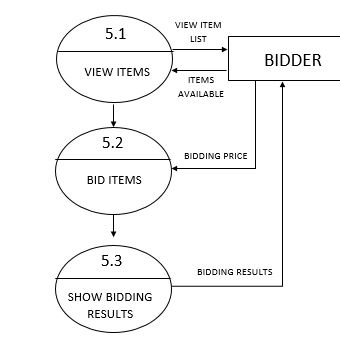 5.1
VIEW ITEMS
VIEW ITEM
LIST
ITEMS
AVAILABLE
BIDDER
5.2
BID ITEMS
BIDDING PRICE
5.3
SHOW BIDDING
RESULTS
BIDDING RESULTS